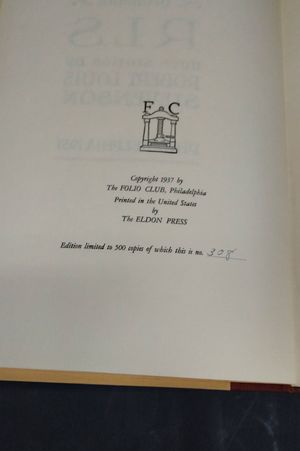 F C
Copyright 1937 by
The FOLIO CLUB, Philadelphia
Printed in the United States
by
The ELDON PRESS
Edition limited to 500 copies of which this is no. 308